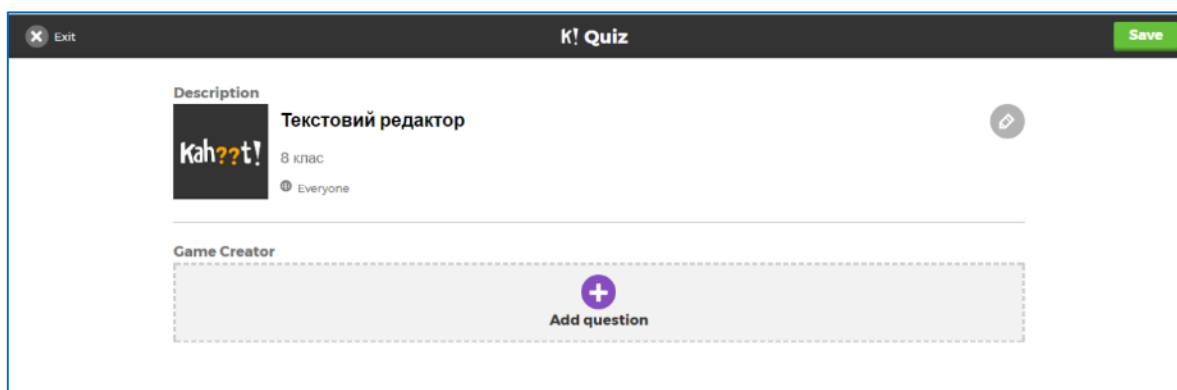 Exit
K! Quiz
Save
Description
Kah??t!
Текстовий редактор
8 клас
Everyone
Game Creator
Add question